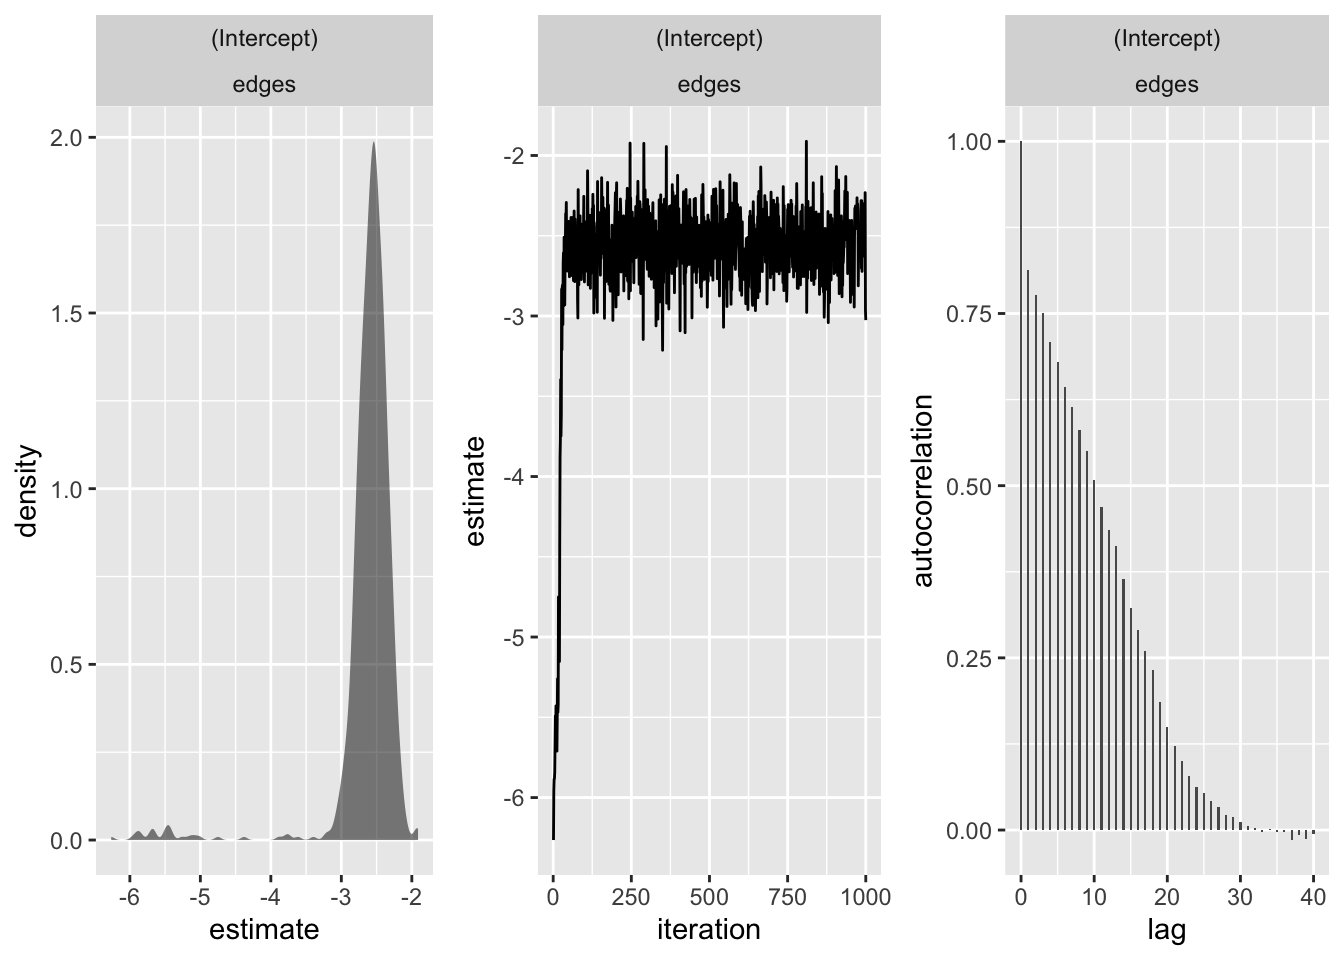 (Intercept)
edges
2.0
1.5
1.0
0.5
0.0
density
-6 -5 -4 -3 -2
estimate
(Intercept)
edges
-2
-3
-4
-5
-6
estimate
0 250 500 750 1000
iteration
(Intercept)
edges
1.00
0.75
0.50
0.25
0.00
autocorrelation
0 10 20 30 40
lag